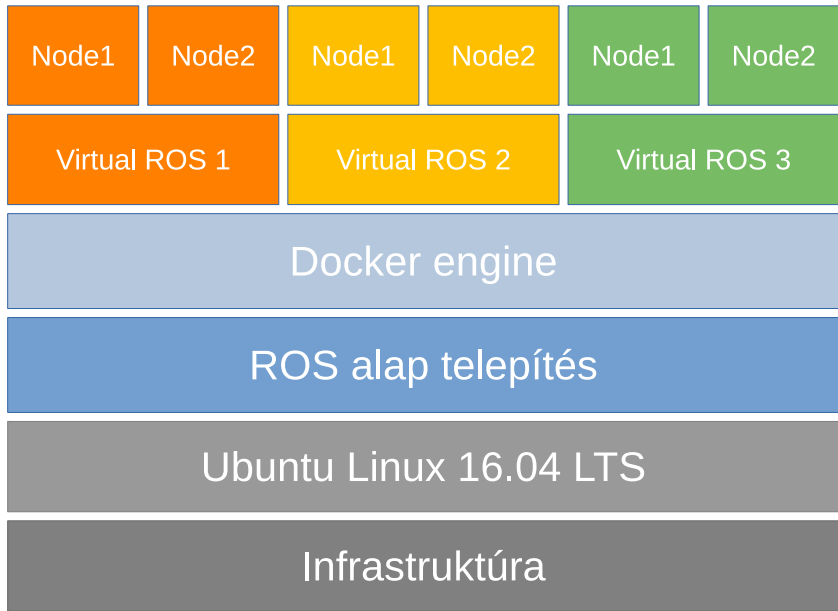 Node1 Node2 Node1 Node2 Node1 Node2
Virtual ROS 1 Virtual ROS 2 Virtual ROS 3
Docker engine
ROS alap telepítés
Ubuntu Linux 16.04 LTS
Infrastruktúra